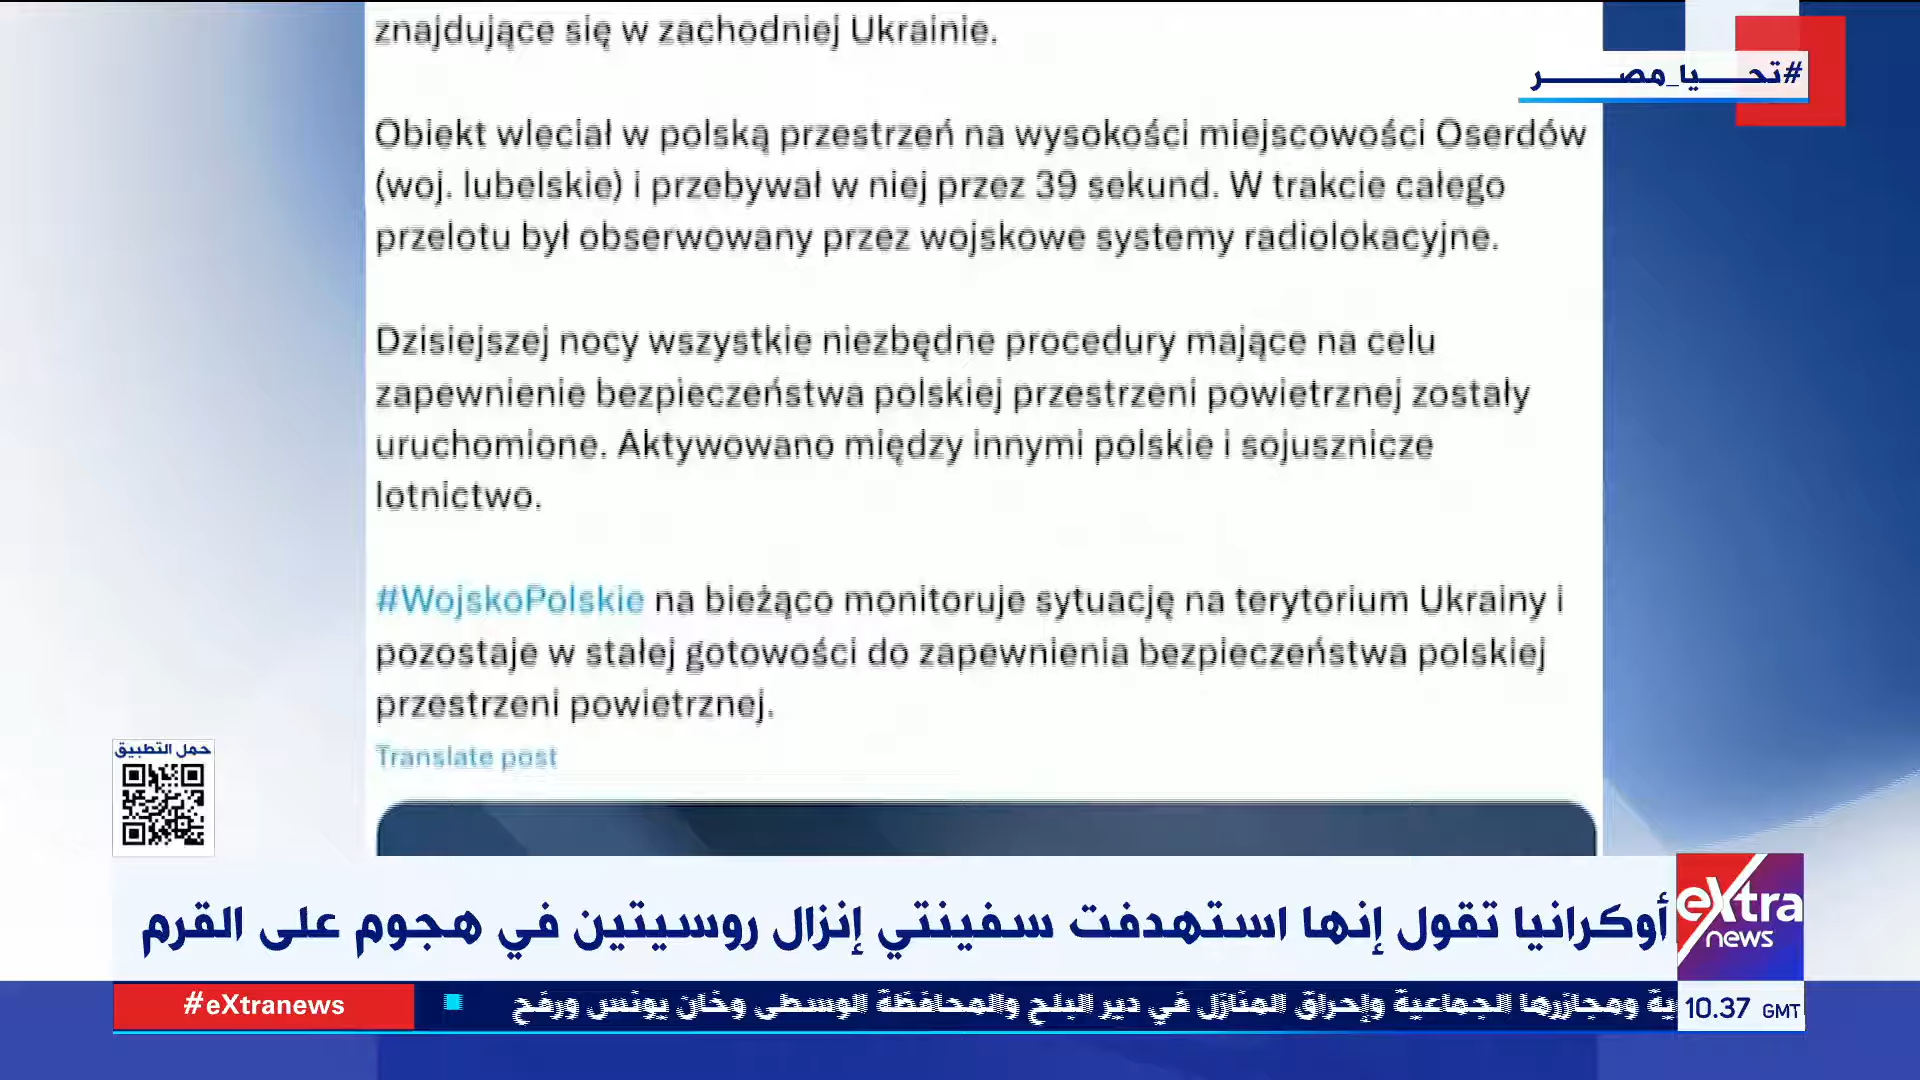 znajdujące się w zachodniej Ukrainie.
#تحـــيا_مصـــــر
Obiekt wleciał w polską przestrzeń na wysokości miejscowości Oserdów
(woj. lubelskie) i przebywał w niej przez 39 sekund. W trakcie całego
przelotu był obserwowany przez wojskowe systemy radiolokacyjne.
Dzisiejszej nocy wszystkie niezbędne procedury mające na celu
zapewnienie bezpieczeństwa polskiej przestrzeni powietrznej zostały
uruchomione. Aktywowano między innymi polskie i sojusznicze
lotnictwo.
#WojskoPolskie na bieżąco monitoruje sytuację na terytorium Ukrainy i
pozostaje w stałej gotowości do zapewnienia bezpieczeństwa polskiej
przestrzeni powietrznej.
Translate post
حمل التطبيق
أوكرانيا تقول إنها استهدفت سفينتي إنزال روسيتين في هجوم على القرم
eXtra
news
#eXtranews
ية ومجازرها الجماعية وإحراق المنازل في دير البلح والمحافظة الوسطى وخان يونس ورفح
10.37 GMT